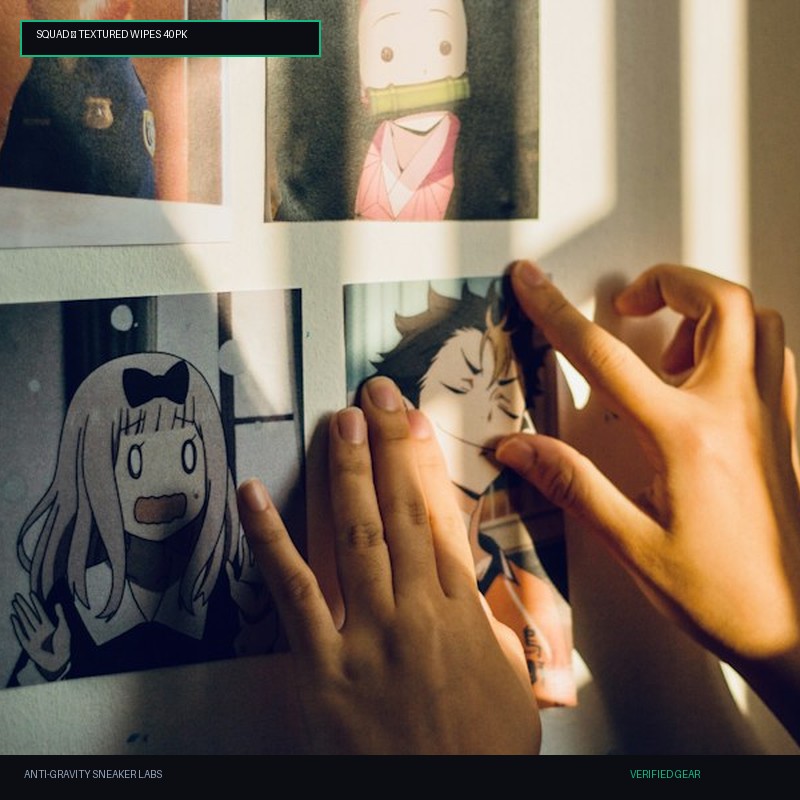 SQUAD▯ TEXTURED WIPES 40PK
ANTI-GRAVITY SNEAKER LABS
VERIFIED GEAR